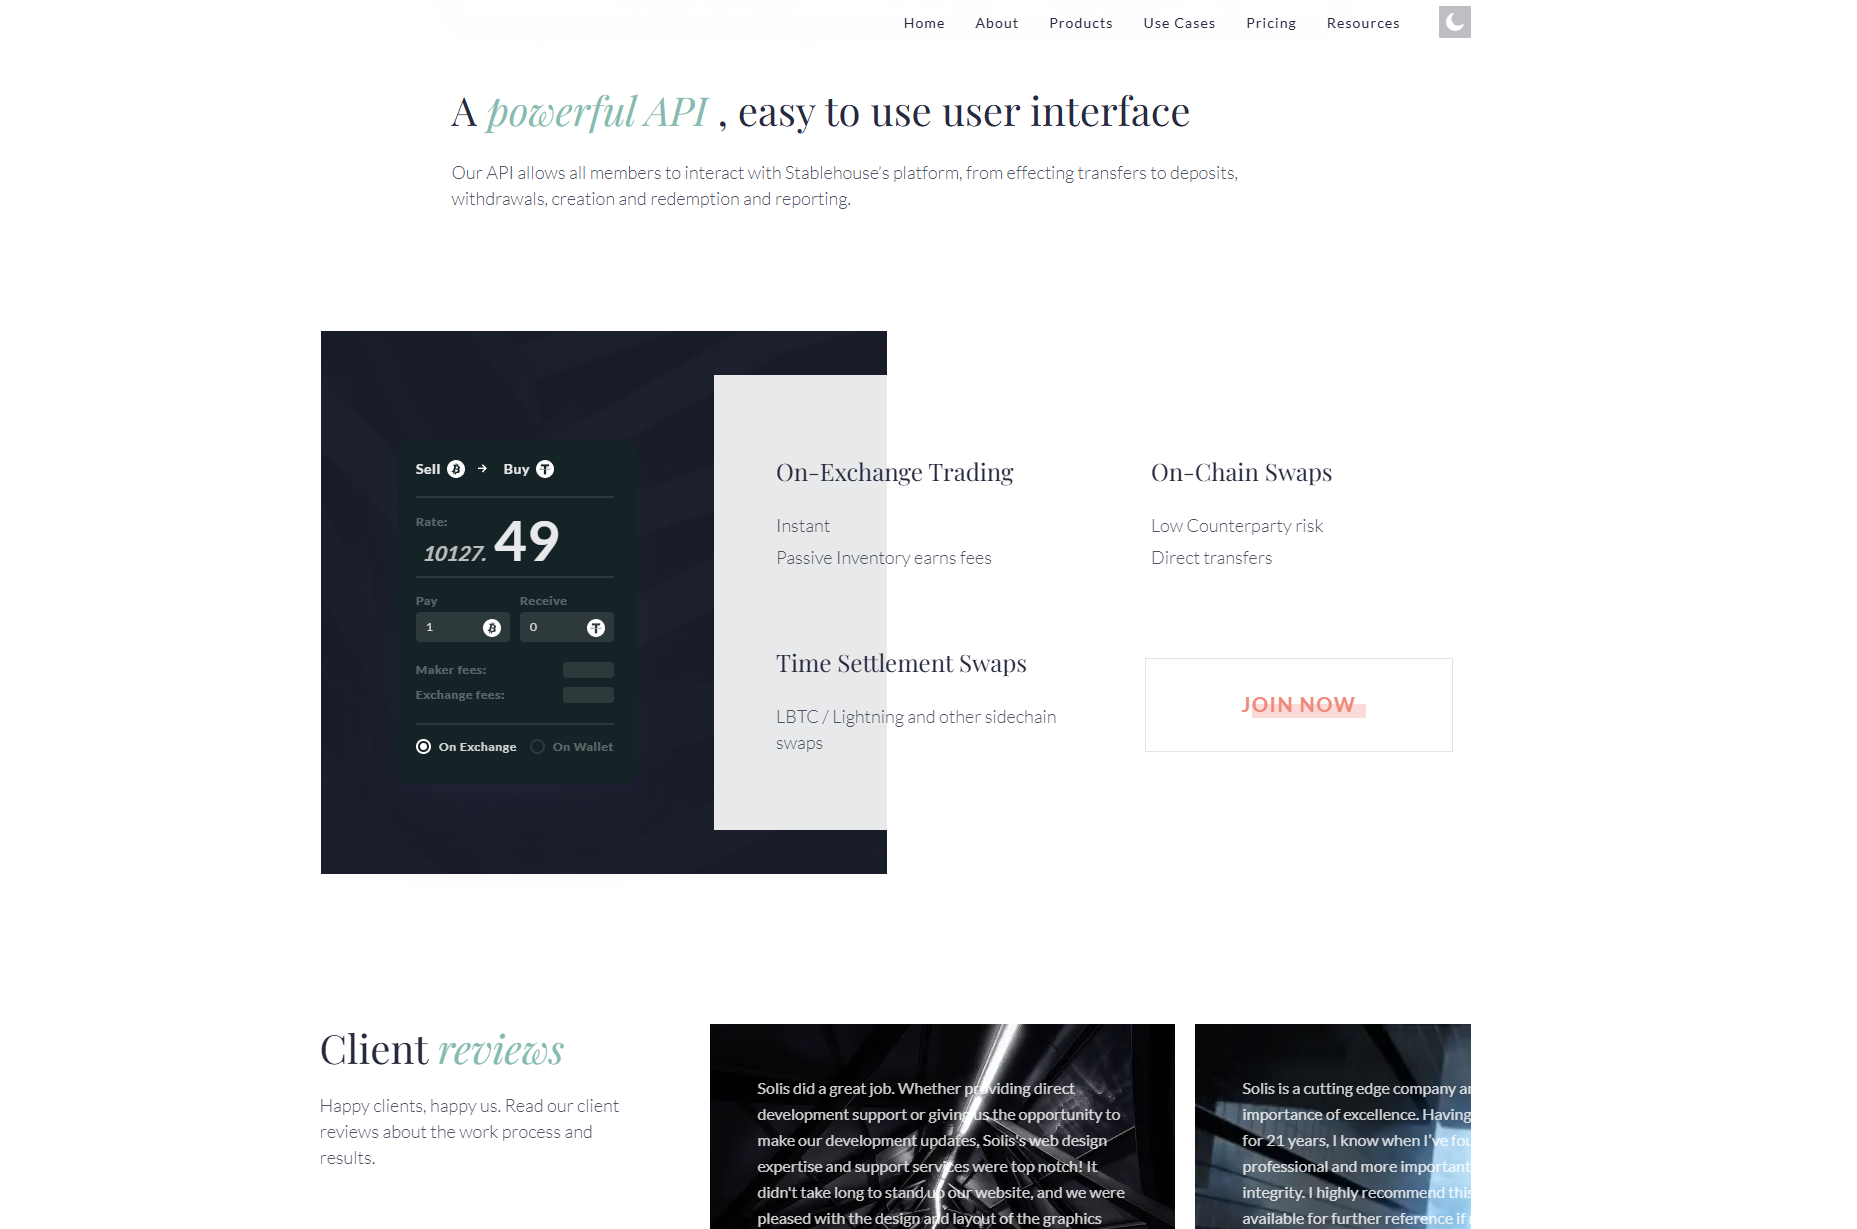 Home About Products Use Cases Pricing Resources
A powerful API , easy to use user interface
Our API allows all members to interact with Stablehouse's platform, from effecting transfers to deposits,
withdrawals, creation and redemption and reporting.
Sell → Buy
Rate:
10127. 49
Pay Receive
1 0
Maker fees:
Exchange fees:
On Exchange On Wallet
On-Exchange Trading
Instant
Passive Inventory earns fees
On-Chain Swaps
Low Counterparty risk
Direct transfers
Time Settlement Swaps
LBTC / Lightning and other sidechain
swaps
JOIN NOW
Client reviews
Happy clients, happy us. Read our client
reviews about the work process and
results.
Solis did a great job. Whether providing direct
development support or giving us the opportunity to
make our development updates, Solis's web design
expertise and support services were top notch! It
didn't take long to stand up our website, and we were
pleased with the design and layout of the graphics
Solis is a cutting edge company
importance of excellence. Having
for 21 years, I know when I've
professional and more important
integrity. I highly recommend
available for further reference if